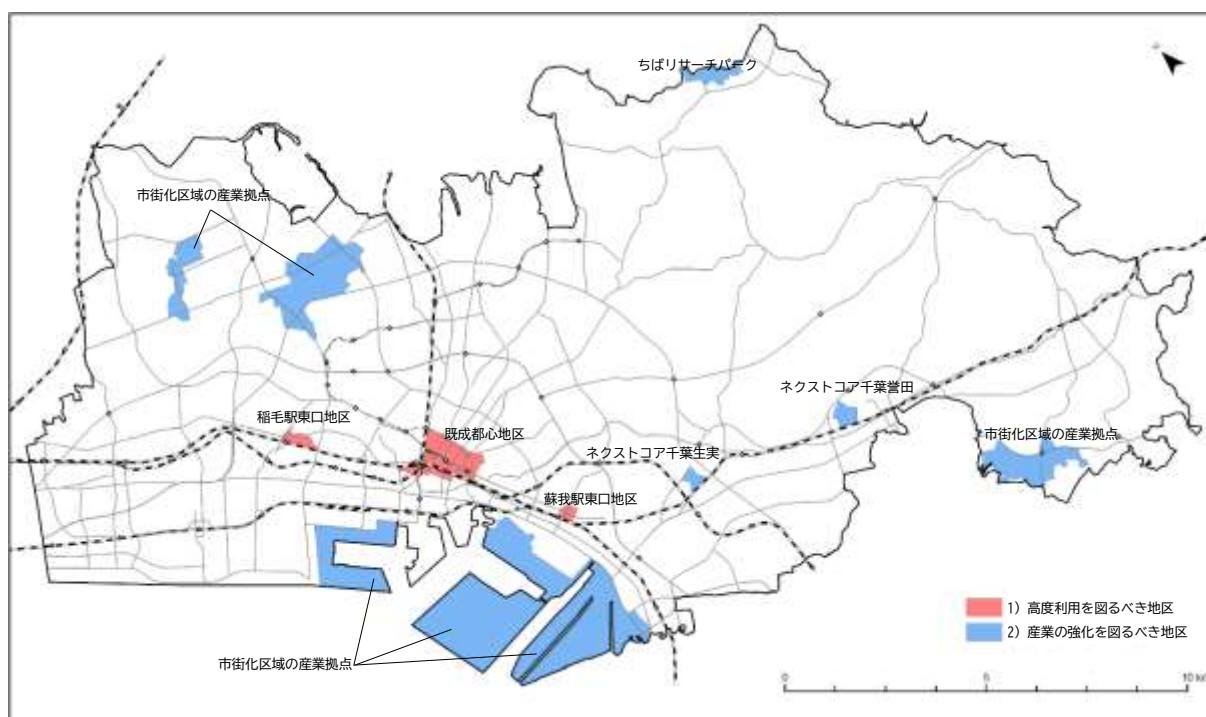 ちばリサーチパーク
市街化区域の産業拠点
ネクストコア千葉誉田
稲毛駅東口地区
既成都心地区
市街化区域の産業拠点
ネクストコア千葉生実
蘇我駅東口地区
1）高度利用を図るべき地区
2）産業の強化を図るべき地区
市街化区域の産業拠点
0 5 10 km